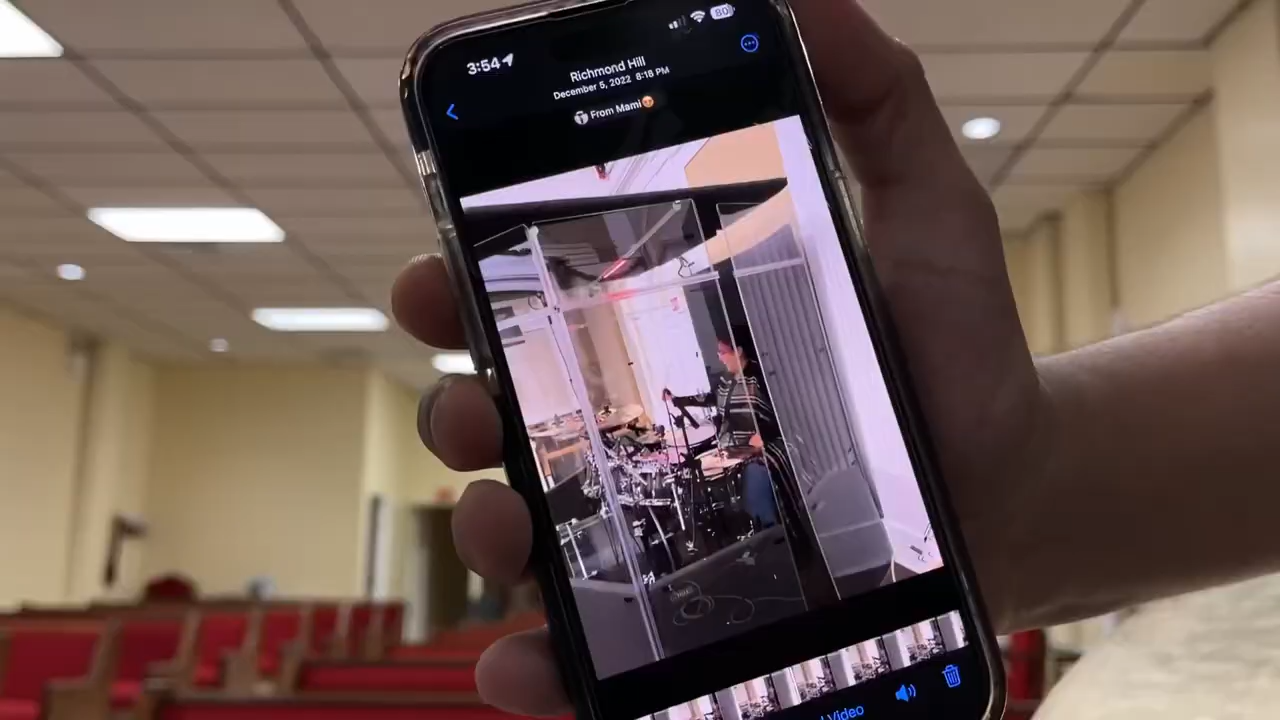 80
3:54
Richmond Hill
December 5, 2022 8:18 PM
From Mami
Video